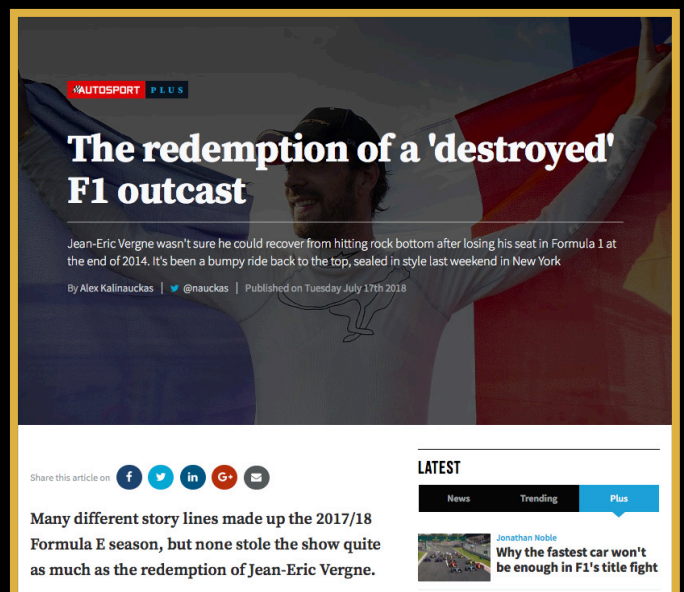 AUTOSPORT PLUS
The redemption of a 'destroyed'
F1 outcast
Jean-Eric Vergne wasn't sure he could recover from hitting rock bottom after losing his seat in Formula 1 at
the end of 2014. It's been a bumpy ride back to the top, sealed in style last weekend in New York
By Alex Kalinauckas | @nauckas | Published on Tuesday July 17th 2018
Share this article on
f in G+
Many different story lines made up the 2017/18
Formula E season, but none stole the show quite
as much as the redemption of Jean-Eric Vergne.
LATEST
News Trending Plus
Jonathan Noble
Why the fastest car won't
be enough in F1's title fight